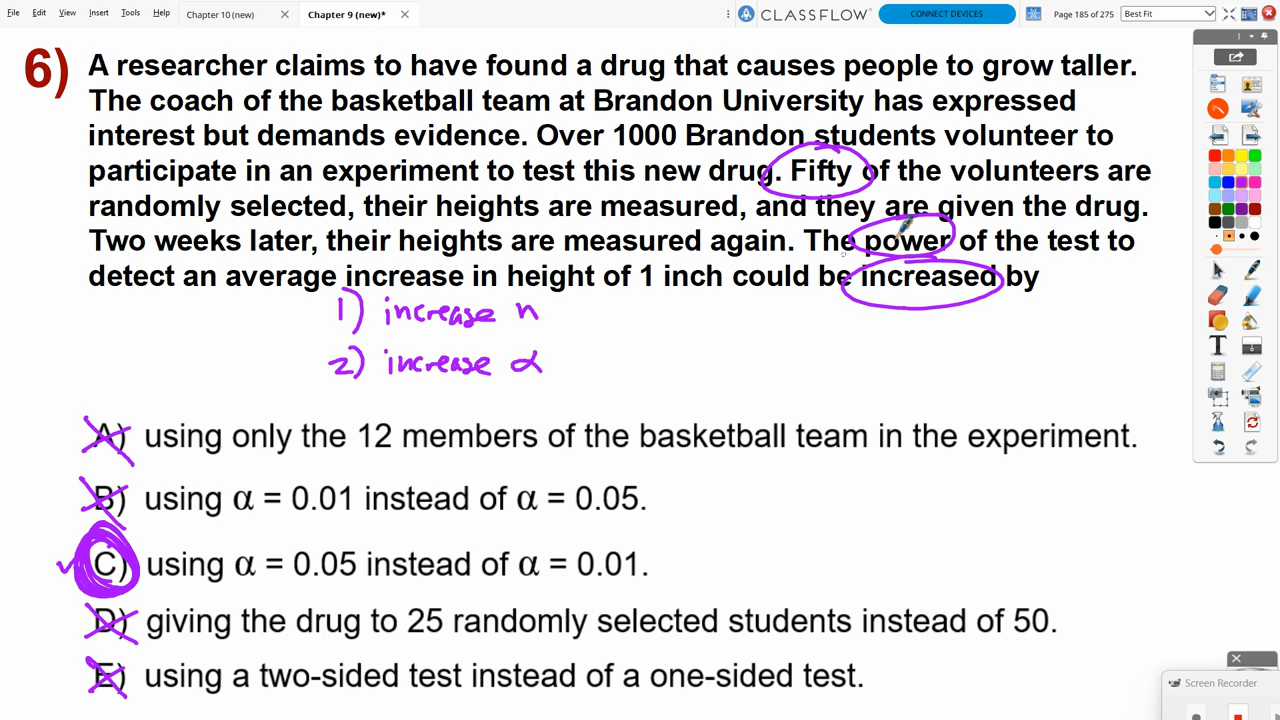 File Edit View Insert Tools Help
Chapter 10 (new)
Chapter 9 (new)*
CLASSFLOW
CONNECT DEVICES
Page 185 of 275
Best Fit
6) A researcher claims to have found a drug that causes people to grow taller.
The coach of the basketball team at Brandon University has expressed
interest but demands evidence. Over 1000 Brandon students volunteer to
participate in an experiment to test this new drug. Fifty of the volunteers are
randomly selected, their heights are measured, and they are given the drug.
Two weeks later, their heights are measured again. The power of the test to
detect an average increase in height of 1 inch could be increased by
1) increase n
2) increase α
A) using only the 12 members of the basketball team in the experiment.
B) using α = 0.01 instead of α = 0.05.
C) using α = 0.05 instead of α = 0.01.
D) giving the drug to 25 randomly selected students instead of 50.
E) using a two-sided test instead of a one-sided test.
Screen Recorder